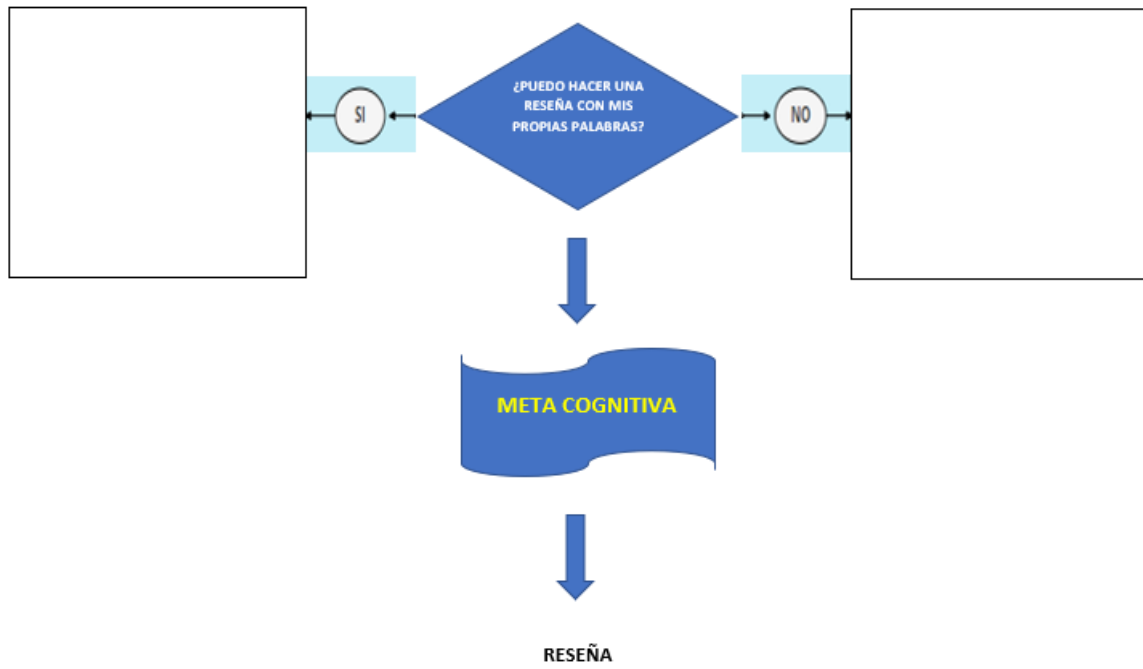 ¿PUEDO HACER UNA
RESEÑA CON MIS
PROPIAS PALABRAS?
SI
NO
META COGNITIVA
RESEÑA